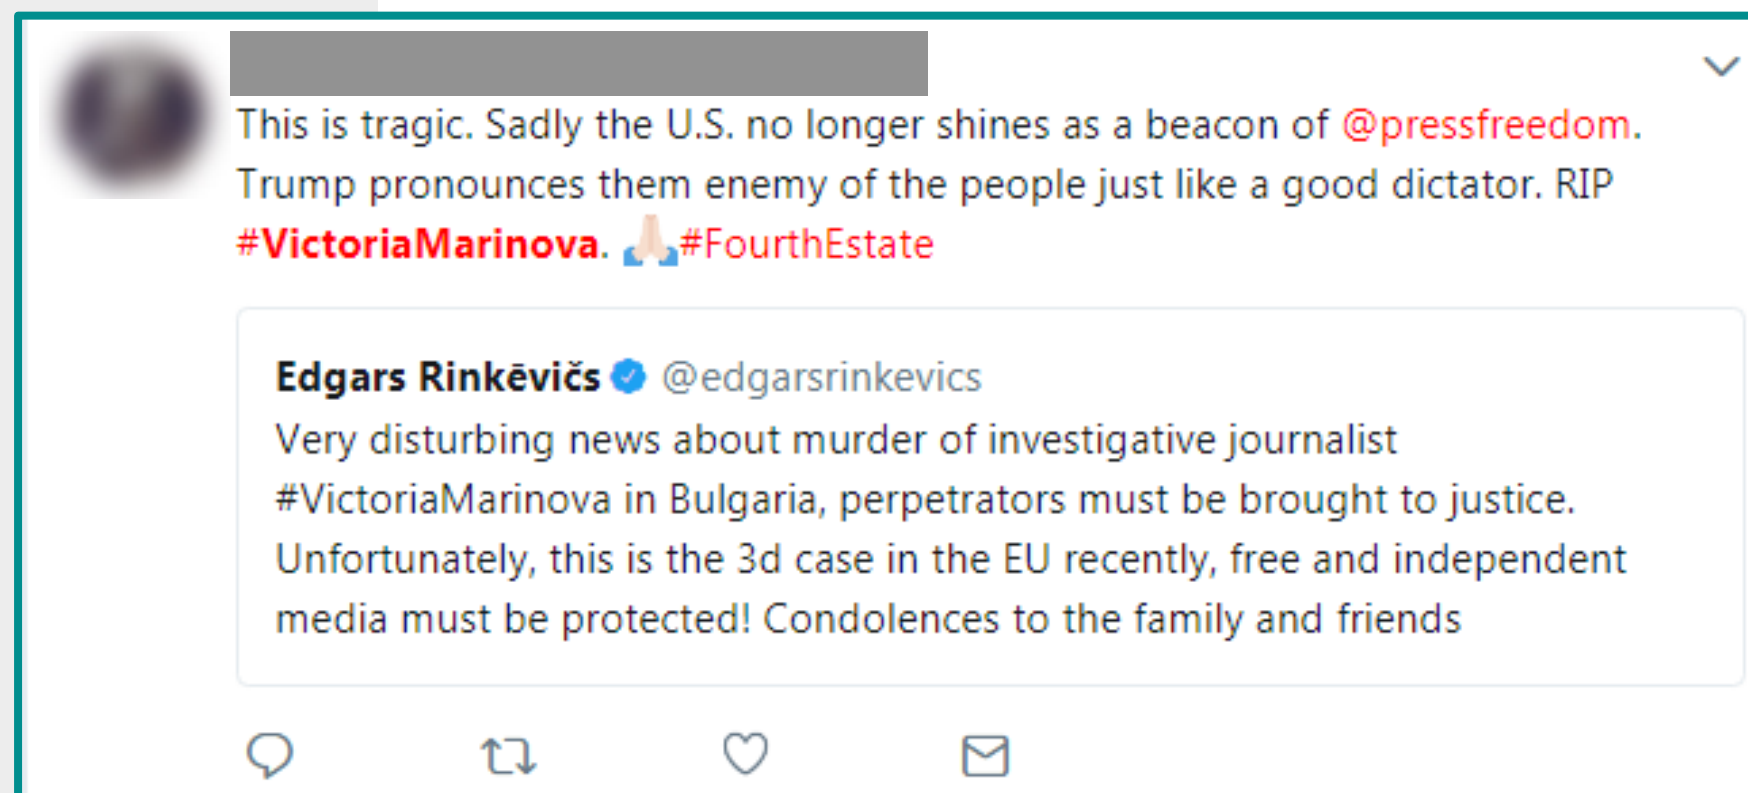 This is tragic. Sadly the U.S. no longer shines as a beacon of @pressfreedom.
Trump pronounces them enemy of the people just like a good dictator. RIP
#VictoriaMarinova. 🙏🏻#FourthEstate
Edgars Rinkēvičs @edgarsrinkevics
Very disturbing news about murder of investigative journalist
#VictoriaMarinova in Bulgaria, perpetrators must be brought to justice.
Unfortunately, this is the 3d case in the EU recently, free and independent
media must be protected! Condolences to the family and friends